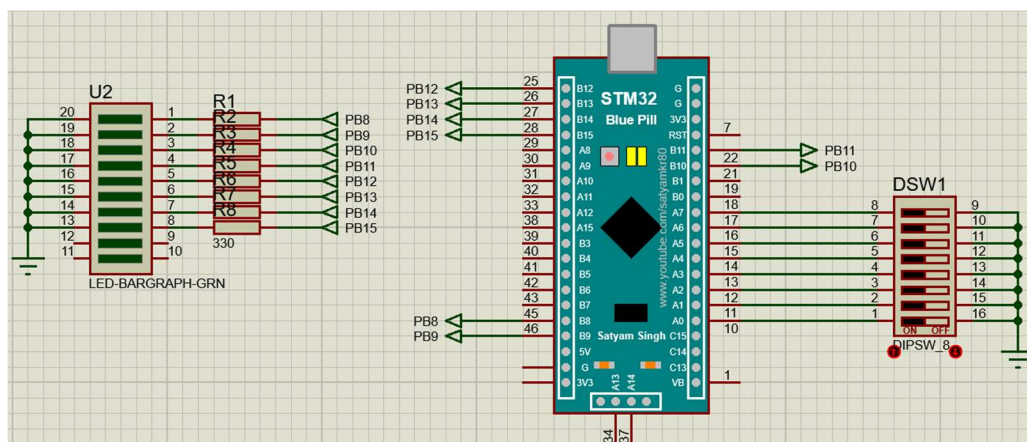 U2
20
19
18
17
16
15
14
13
12
11
1
2
3
4
5
6
7
8
9
10
LED-BARGRAPH-GRN
R1
R2
R3
R4
R5
R6
R7
R8
330
PB8
PB9
PB10
PB11
PB12
PB13
PB14
PB15
PB12
PB13
PB14
PB15
PB8
PB9
25
26
27
28
29
30
31
32
33
38
39
40
41
42
43
45
46
STM32
Blue Pill
B12
B13
B14
B15
A8
A9
A10
A11
A12
A15
B3
B4
B5
B6
B7
B8
B9
5V
G
3V3
www.youtube.com/satyamkr80
Satyam Singh
A13
A14
34
37
G
G
3V3
RST
B11
B10
B1
B0
A7
A6
A5
A4
A3
A2
A1
A0
C15
C14
C13
VB
7
22
21
19
18
17
16
15
14
13
12
11
10
1
PB11
PB10
DSW1
8
7
6
5
4
3
2
1
9
10
11
12
13
14
15
16
ON OFF
DIPSW_8